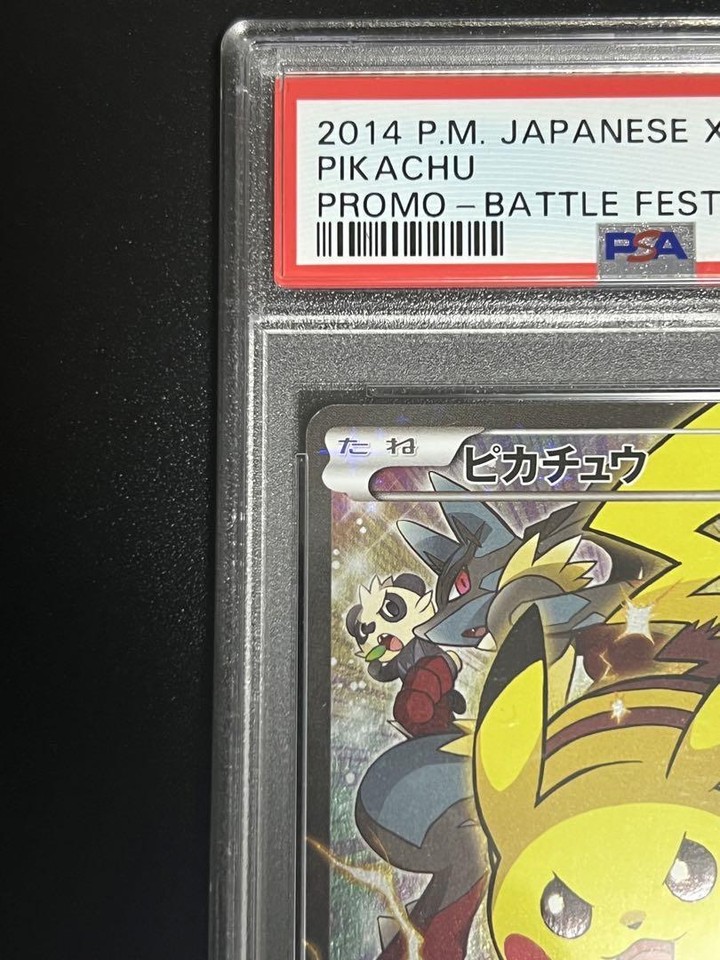 2014 P.M. JAPANESE X
PIKACHU
PROMO – BATTLE FEST
PSA
たね
ピカチュウ